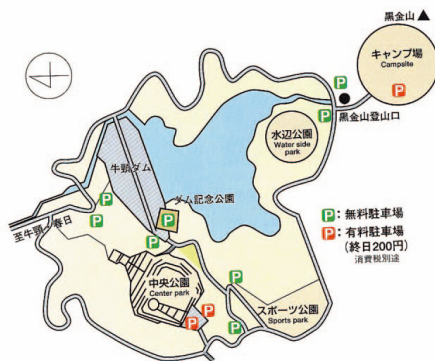 黒金山▲
キャンプ場
Campsite
P
P
黒金山登山口
P
水辺公園
Water side
park
牛頸ダム
ダム記念公園
P
P
P
至牛頸・春日
P
P : 無料駐車場
P : 有料駐車場
(終日200円)
消費税別途
中央公園
Center park
P
P
P
P
スポーツ公園
Sports park